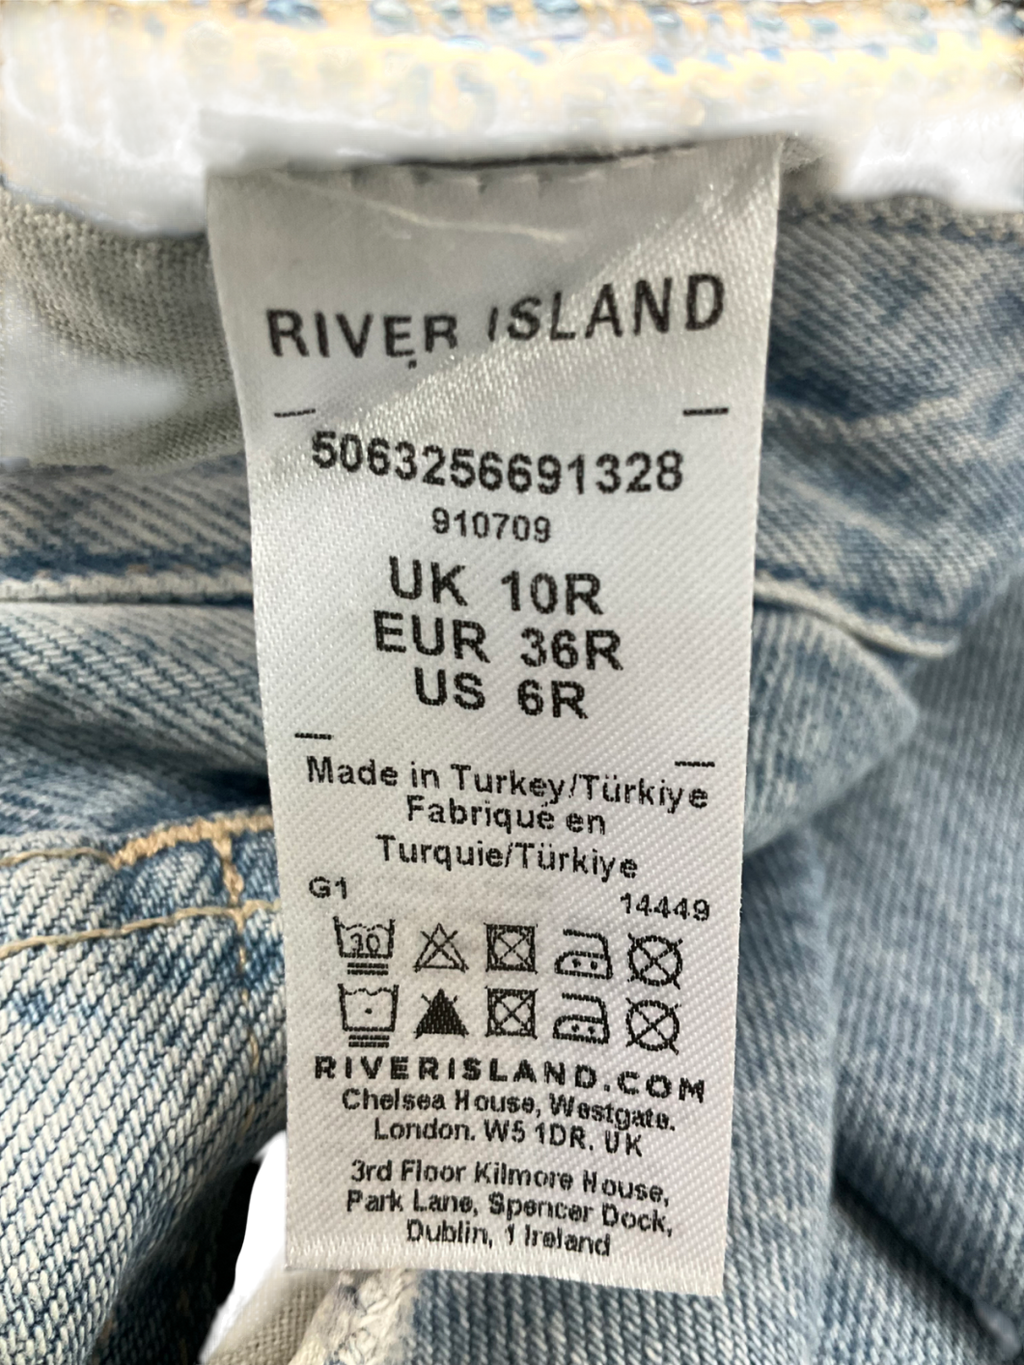 RIVER ISLAND
5063256691328
910709
UK 10R
EUR 36R
US 6R
Made in Turkey/Türkiye
Fabriqué en
Turquie/Türkiye
G1 14449
30
RIVERISLAND.COM
Chelsea House, Westgate.
London. W5 1DR. UK
3rd Floor Kilmore House,
Park Lane, Spencer Dock,
Dublin, 1 Ireland